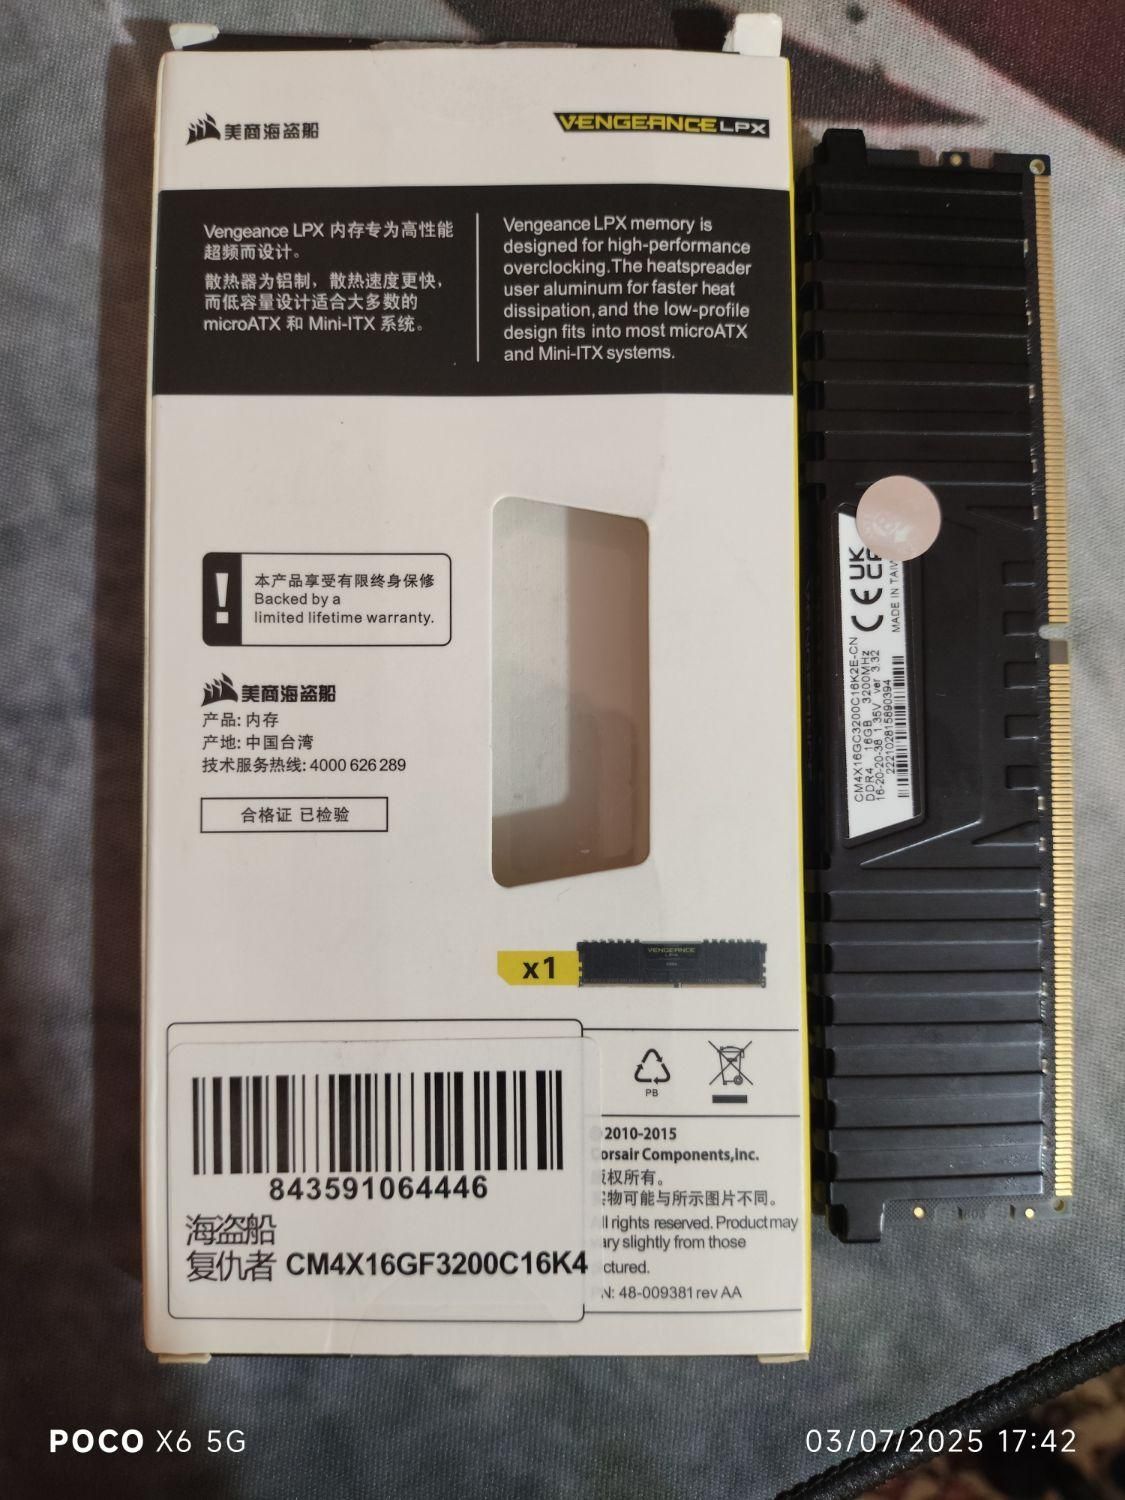 美商海盗船
VENGEANCE LPX
Vengeance LPX 内存专为高性能
超频而设计。
散热器为铝制，散热速度更快，
而低容量设计适合大多数的
microATX 和 Mini-ITX 系统。
Vengeance LPX memory is
designed for high-performance
overclocking. The heatspreader
user aluminum for faster heat
dissipation, and the low-profile
design fits into most microATX
and Mini-ITX systems.
!
本产品享受有限终身保修
Backed by a
limited lifetime warranty.
美商海盗船
产品: 内存
产地: 中国台湾
技术服务热线: 4000 626 289
合格证 已检验
x1
VENGEANCE
LPX
843591064446
海盗船
复仇者 CM4X16GF3200C16K4
PB
2010-2015
Corsair Components,Inc.
版权所有。
实物可能与所示图片不同。
All rights reserved. Product may
vary slightly from those
ctured.
N: 48-009381 rev AA
CM4X16GC3200C16K2E-CN
DDR4 16GB 3200MHz
16-20-20-38 1.35V ver 3.32
222102815890394
CE UK
MADE IN TAIW
POCO X6 5G
03/07/2025 17:42